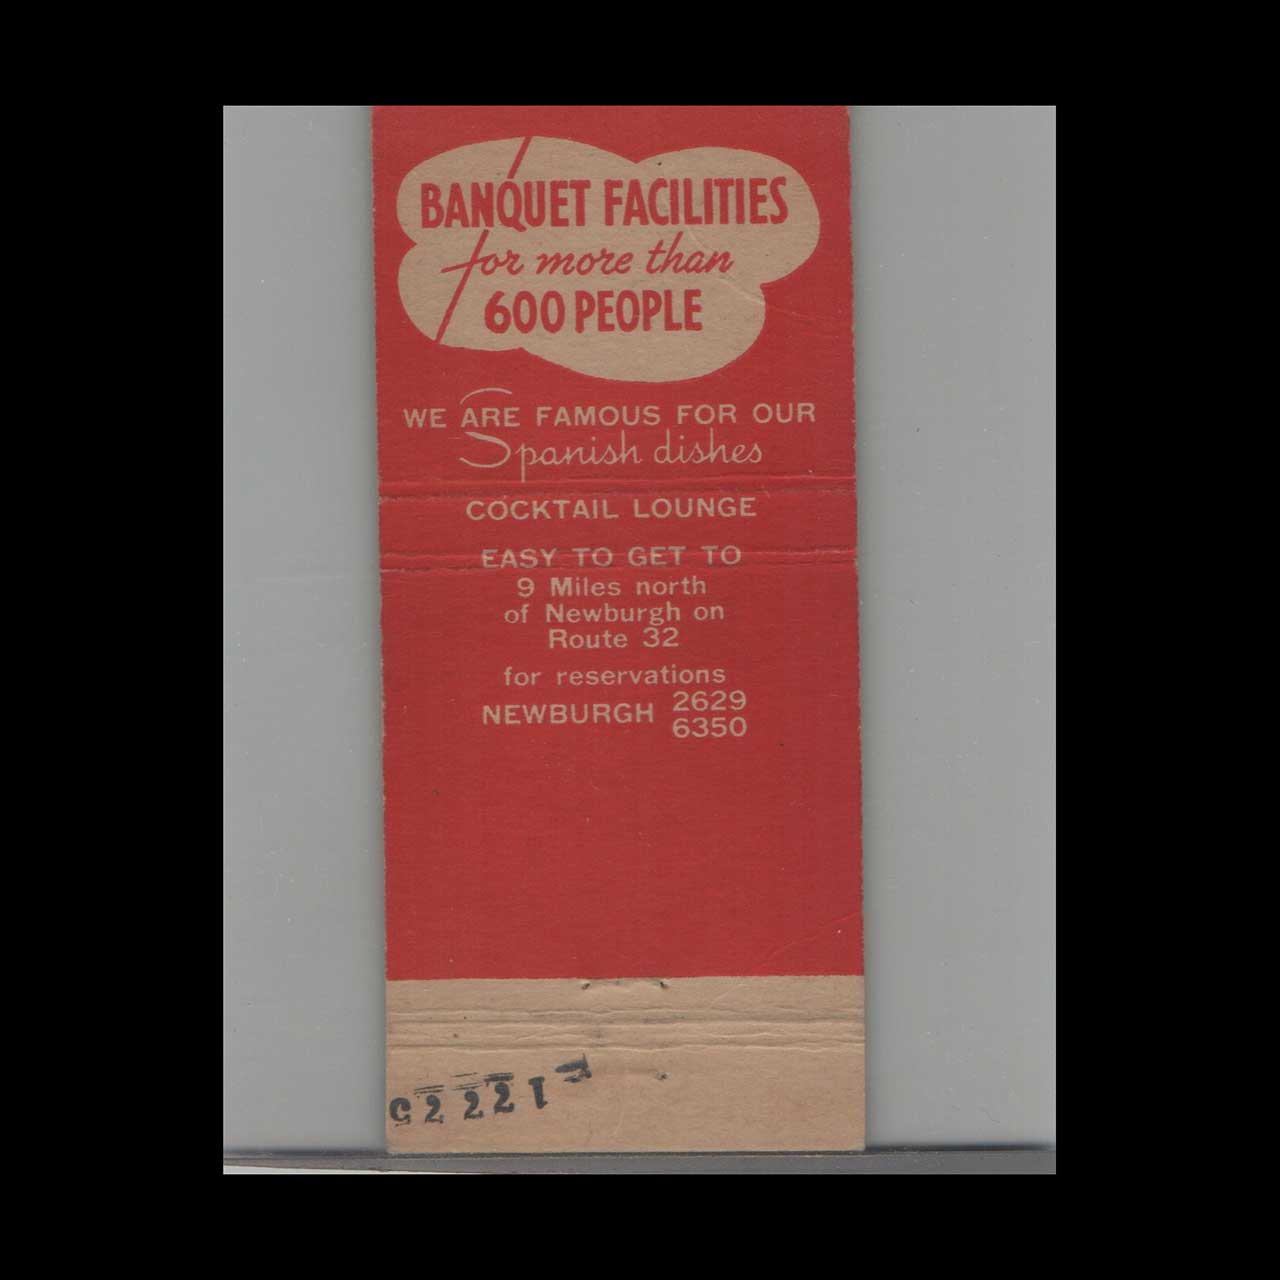 BANQUET FACILITIES
for more than
600 PEOPLE
WE ARE FAMOUS FOR OUR
Spanish dishes
COCKTAIL LOUNGE
EASY TO GET TO
9 Miles north
of Newburgh on
Route 32
for reservations
NEWBURGH 2629
6350